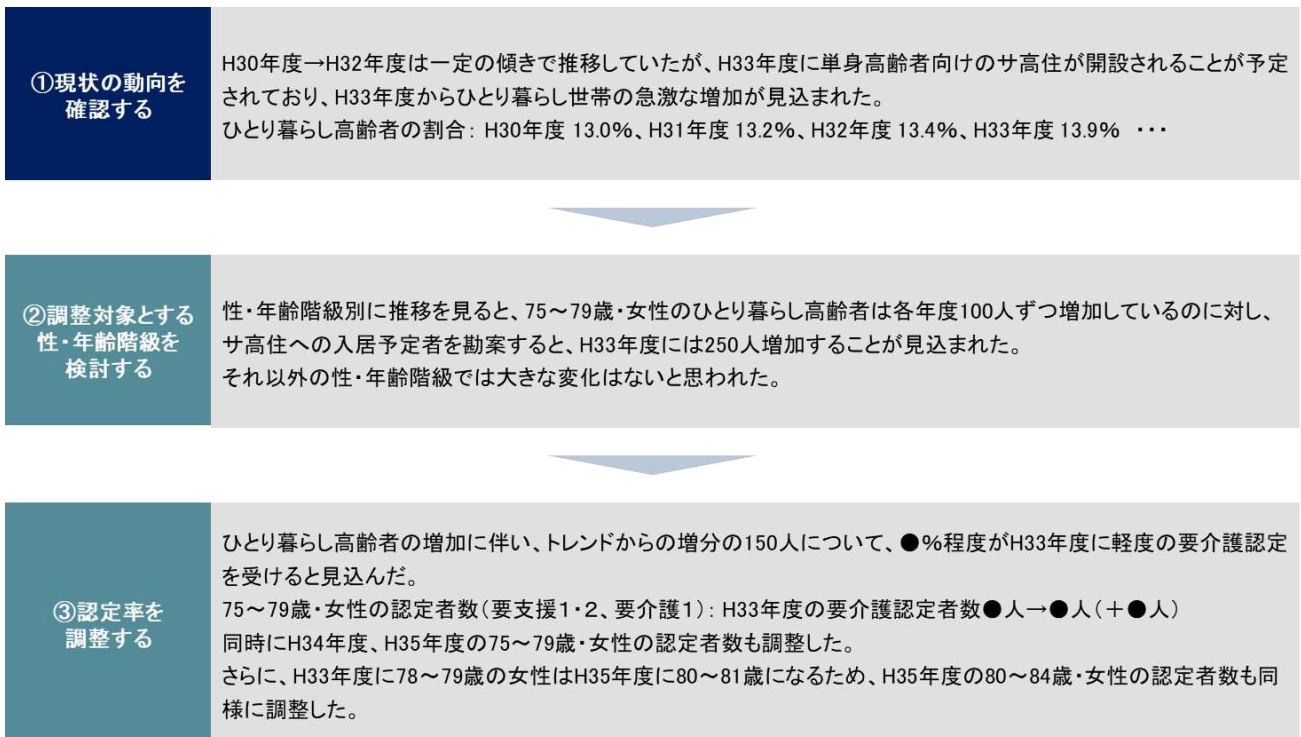 ①現状の動向を
確認する
H30年度→H32年度は一定の傾きで推移していたが、H33年度に単身高齢者向けのサ高住が開設されることが予定
されており、H33年度からひとり暮らし世帯の急激な増加が見込まれた。
ひとり暮らし高齢者の割合：H30年度 13.0%、H31年度 13.2%、H32年度 13.4%、H33年度 13.9% ・・・
②調整対象とする
性・年齢階級を
検討する
性・年齢階級別に推移を見ると、75～79歳・女性のひとり暮らし高齢者は各年度100人ずつ増加しているのに対し、
サ高住への入居予定者を勘案すると、H33年度には250人増加することが見込まれた。
それ以外の性・年齢階級では大きな変化はないと思われた。
③認定率を
調整する
ひとり暮らし高齢者の増加に伴い、トレンドからの増分の150人について、●%程度がH33年度に軽度の要介護認定
を受けると見込んだ。
75～79歳・女性の認定者数（要支援１・２、要介護１）：H33年度の要介護認定者数●人→●人（＋●人）
同時にH34年度、H35年度の75～79歳・女性の認定者数も調整した。
さらに、H33年度に78～79歳の女性はH35年度に80～81歳になるため、H35年度の80～84歳・女性の認定者数も同
様に調整した。